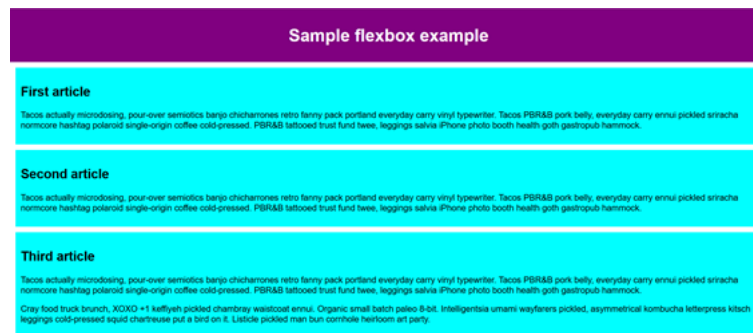 Sample flexbox example
First article
Tacos actually microdosing, pour-over semiotics banjo chicharrones retro fanny pack portland everyday carry vinyl typewriter. Tacos PBR&B pork belly, everyday carry ennui pickled sriracha
normcore hashtag polaroid single-origin coffee cold-pressed. PBR&B tattooed trust fund twee, leggings salvia iPhone photo booth health goth gastropub hammock.
Second article
Tacos actually microdosing, pour-over semiotics banjo chicharrones retro fanny pack portland everyday carry vinyl typewriter. Tacos PBR&B pork belly, everyday carry ennui pickled sriracha
normcore hashtag polaroid single-origin coffee cold-pressed. PBR&B tattooed trust fund twee, leggings salvia iPhone photo booth health goth gastropub hammock.
Third article
Tacos actually microdosing, pour-over semiotics banjo chicharrones retro fanny pack portland everyday carry vinyl typewriter. Tacos PBR&B pork belly, everyday carry ennui pickled sriracha
normcore hashtag polaroid single-origin coffee cold-pressed. PBR&B tattooed trust fund twee, leggings salvia iPhone photo booth health goth gastropub hammock.
Cray food truck brunch, XOXO +1 keffiyeh pickled chambray waistcoat ennui. Organic small batch paleo 8-bit. Intelligentsia umami wayfarers pickled, asymmetrical kombucha letterpress kitsch
leggings cold-pressed squid chartreuse put a bird on it. Listicle pickled man bun cornhole heirloom art party.